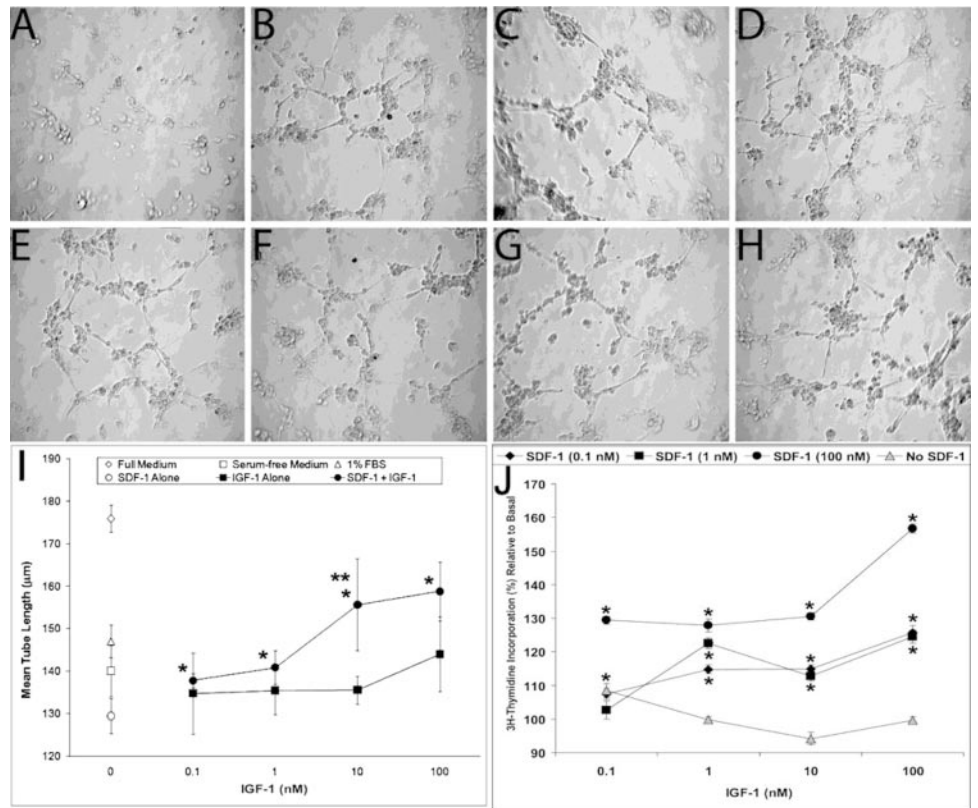 A B C D
E F G H
I
Full Medium Serum-free Medium 1% FBS
SDF-1 Alone IGF-1 Alone SDF-1 + IGF-1
190
180
170
160
150
140
130
120
Mean Tube Length (µm)
** *
* * * *
0 0.1 1 10 100
IGF-1 (nM)
SDF-1 (0.1 nM) SDF-1 (1 nM) SDF-1 (100 nM) No SDF-1
J
160
150
140
130
120
110
100
90
3H-Thymidine Incorporation (%) Relative to Basal
* * * *
* * * *
* * *
0.1 1 10 100
IGF-1 (nM)